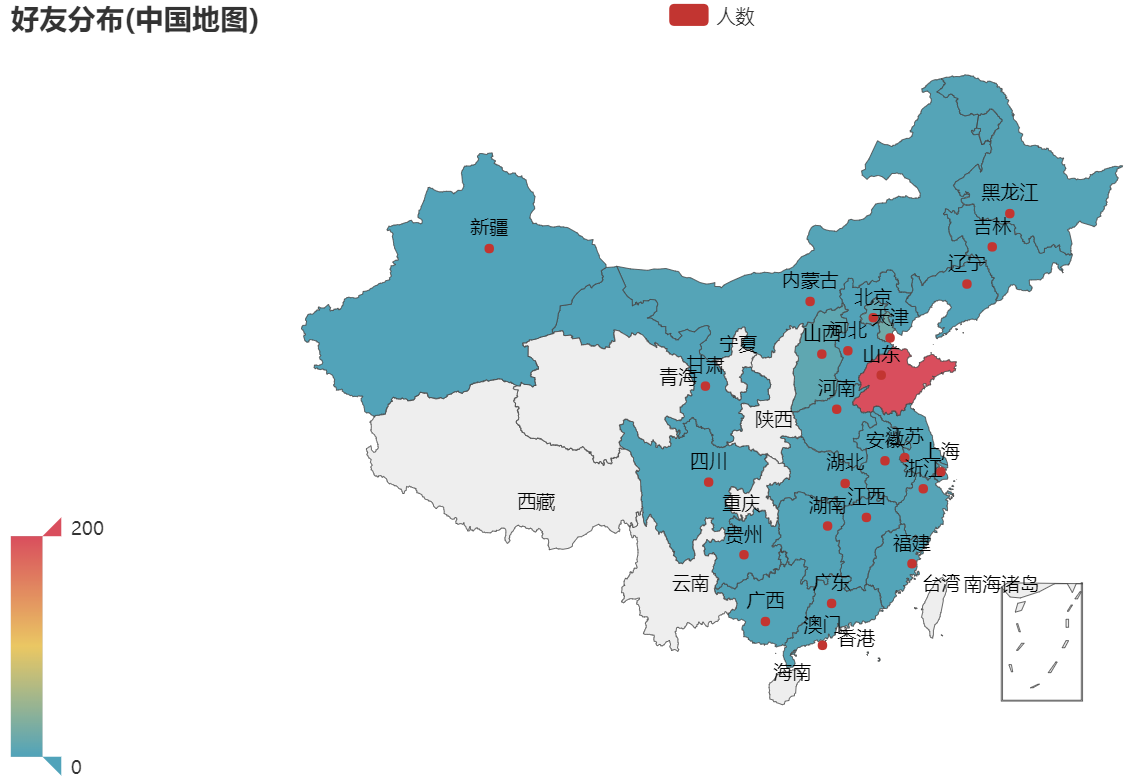 好友分布(中国地图)
人数
黑龙江
吉林
新疆
辽宁
内蒙古
北京
天津
山西
河北
宁夏
山东
甘肃
青海
河南
陕西
江苏
安徽
上海
四川
湖北
浙江
江西
西藏
重庆
湖南
200
贵州
福建
云南
广东
台湾
南海诸岛
广西
澳门
香港
海南
0